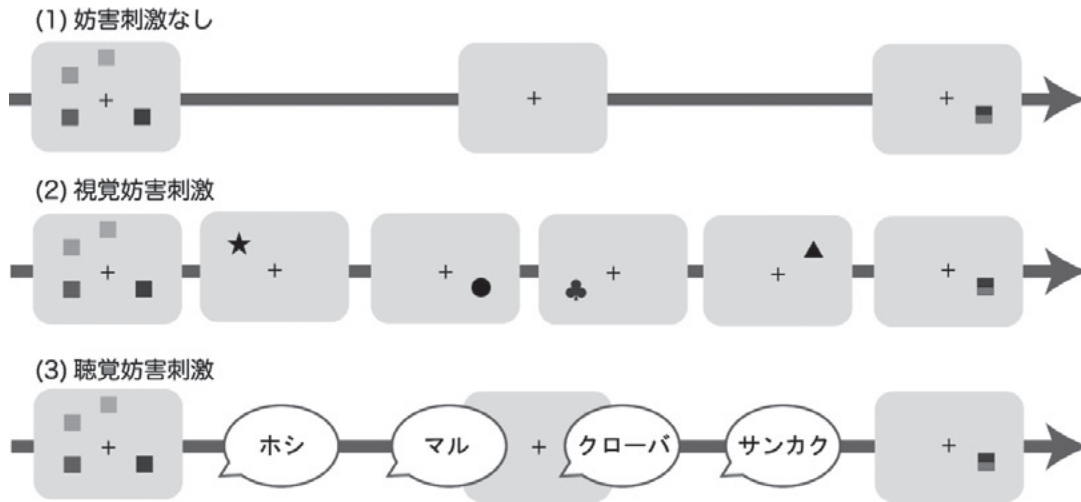 (1) 妨害刺激なし
(2) 視覚妨害刺激
(3) 聴覚妨害刺激
ホシ
マル
クローバ
サンカク